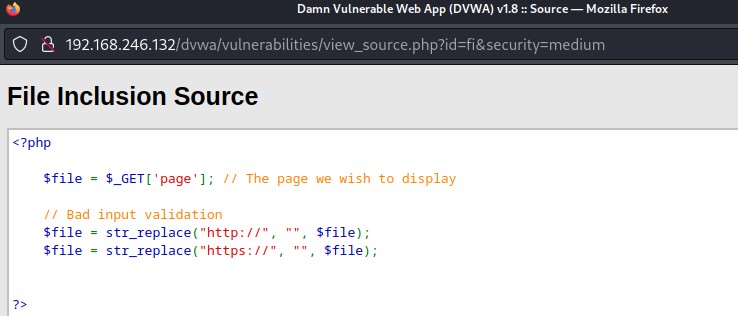 Damn Vulnerable Web App (DVWA) v1.8 :: Source — Mozilla Firefox
192.168.246.132/dvwa/vulnerabilities/view_source.php?id=fi&security=medium
File Inclusion Source
<?php
$file = $_GET['page']; // The page we wish to display
// Bad input validation
$file = str_replace("http://", "", $file);
$file = str_replace("https://", "", $file);
?>